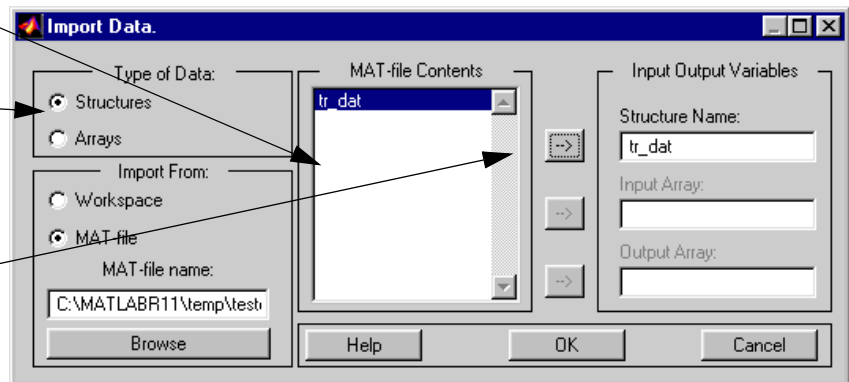 Import Data.
Type of Data:
Structures
Arrays
Import From:
Workspace
MAT-file
MAT-file name:
C:\MATLABR11\temp\test
Browse
MAT-file Contents
tr_dat
-->
-->
-->
Input Output Variables
Structure Name:
tr_dat
Input Array:
Output Array:
Help
OK
Cancel